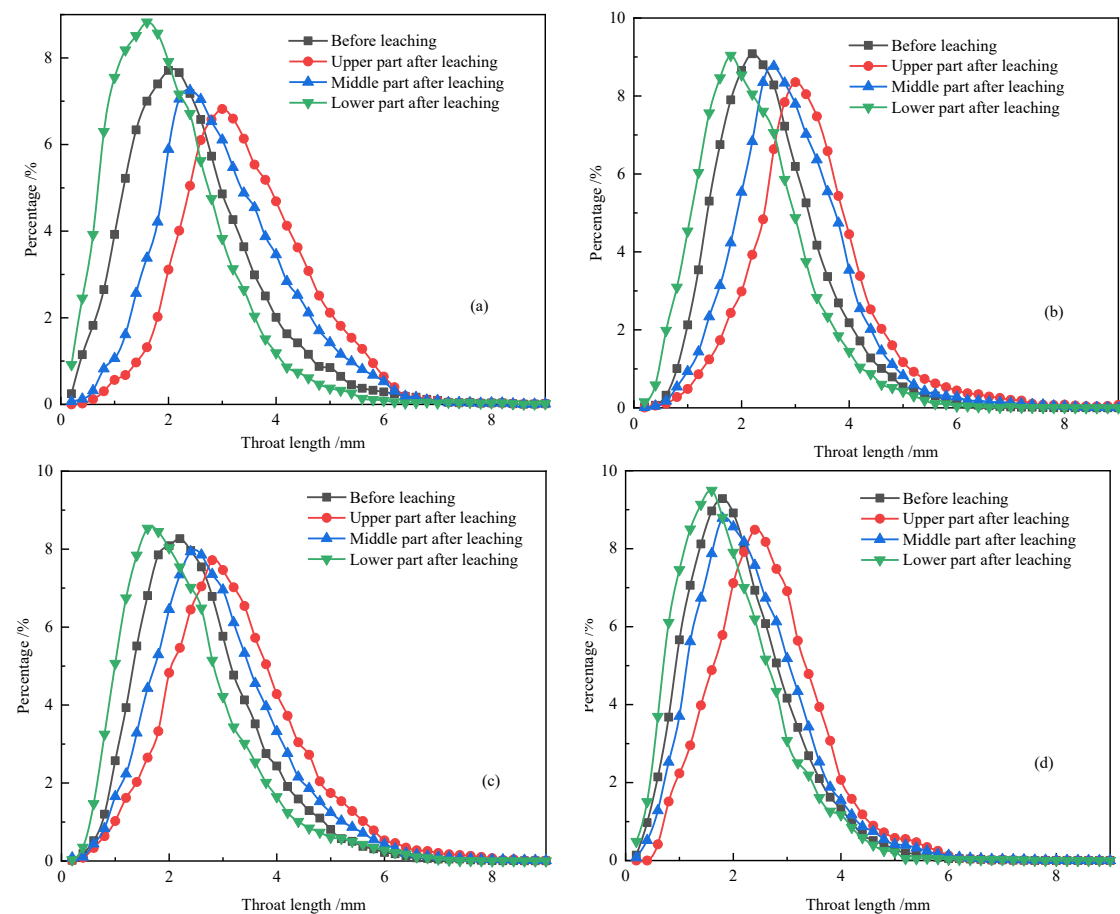 8
6
4
2
0
Percentage /%
Before leaching
Upper part after leaching
Middle part after leaching
Lower part after leaching
(a)
0 2 4 6 8
Throat length /mm
10
8
6
4
2
0
Percentage /%
Before leaching
Upper part after leaching
Middle part after leaching
Lower part after leaching
(b)
0 2 4 6 8
Throat length /mm
10
8
6
4
2
0
Percentage /%
Before leaching
Upper part after leaching
Middle part after leaching
Lower part after leaching
(c)
0 2 4 6 8
Throat length /mm
10
8
6
4
2
0
Percentage /%
Before leaching
Upper part after leaching
Middle part after leaching
Lower part after leaching
(d)
0 2 4 6 8
Throat length /mm